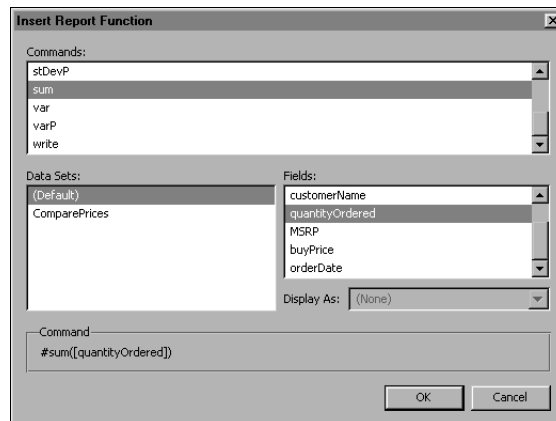 Insert Report Function
Commands:
stDevP
sum
var
varP
write
Data Sets:
(Default)
ComparePrices
Fields:
customerName
quantityOrdered
MSRP
buyPrice
orderDate
Display As: (None)
Command
#sum([quantityOrdered])
OK Cancel